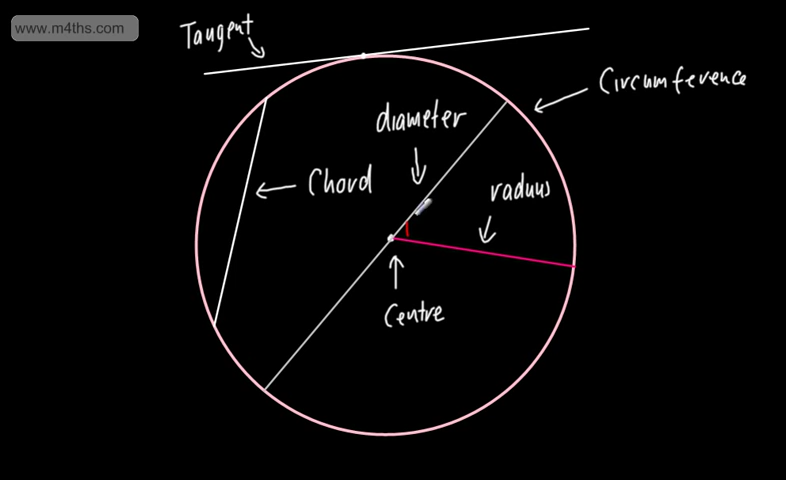 www.m4ths.com
Tangent
Circumference
diameter
Chord
radius
Centre